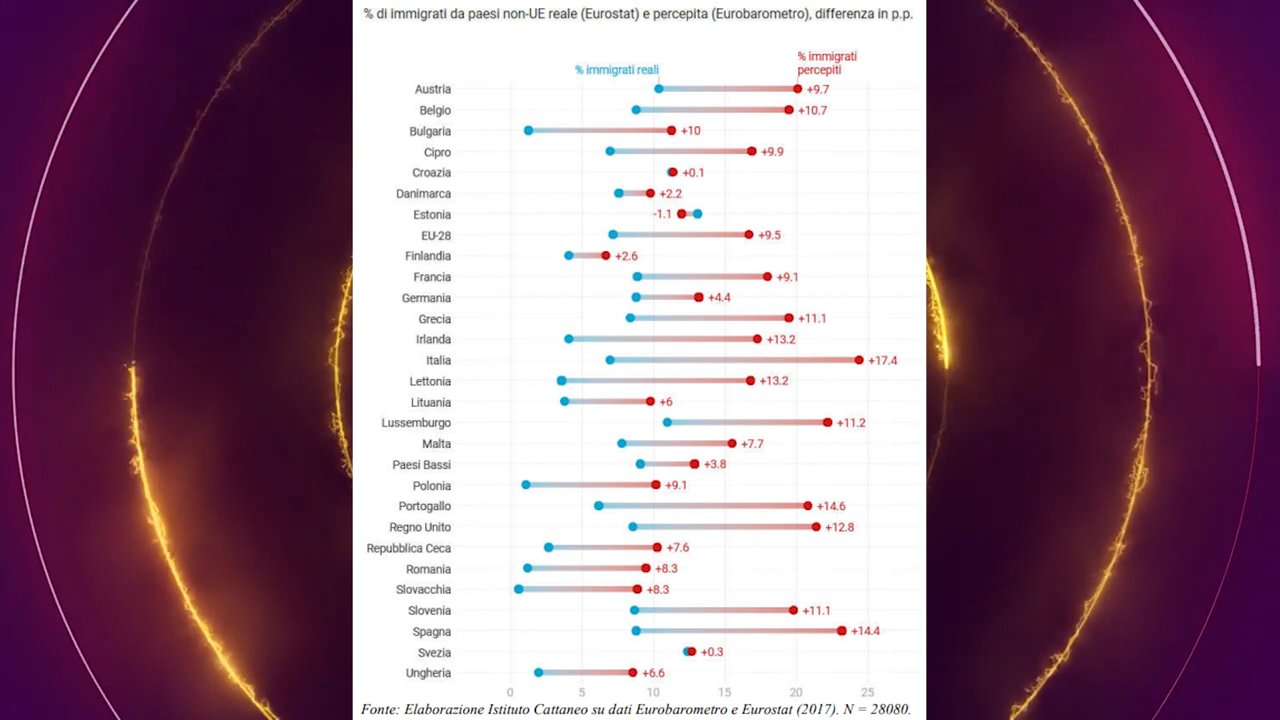 % di immigrati da paesi non-UE reale (Eurostat) e percepita (Eurobarometro), differenza in p.p.
% immigrati reali
% immigrati
percepiti
Austria +9.7
Belgio +10.7
Bulgaria +10
Cipro +9.9
Croazia +0.1
Danimarca +2.2
Estonia -1.1
EU-28 +9.5
Finlandia +2.6
Francia +9.1
Germania +4.4
Grecia +11.1
Irlanda +13.2
Italia +17.4
Lettonia +13.2
Lituania +6
Lussemburgo +11.2
Malta +7.7
Paesi Bassi +3.8
Polonia +9.1
Portogallo +14.6
Regno Unito +12.8
Repubblica Ceca +7.6
Romania +8.3
Slovacchia +8.3
Slovenia +11.1
Spagna +14.4
Svezia +0.3
Ungheria +6.6
0 5 10 15 20 25
Fonte: Elaborazione Istituto Cattaneo su dati Eurobarometro e Eurostat (2017). N = 28080.